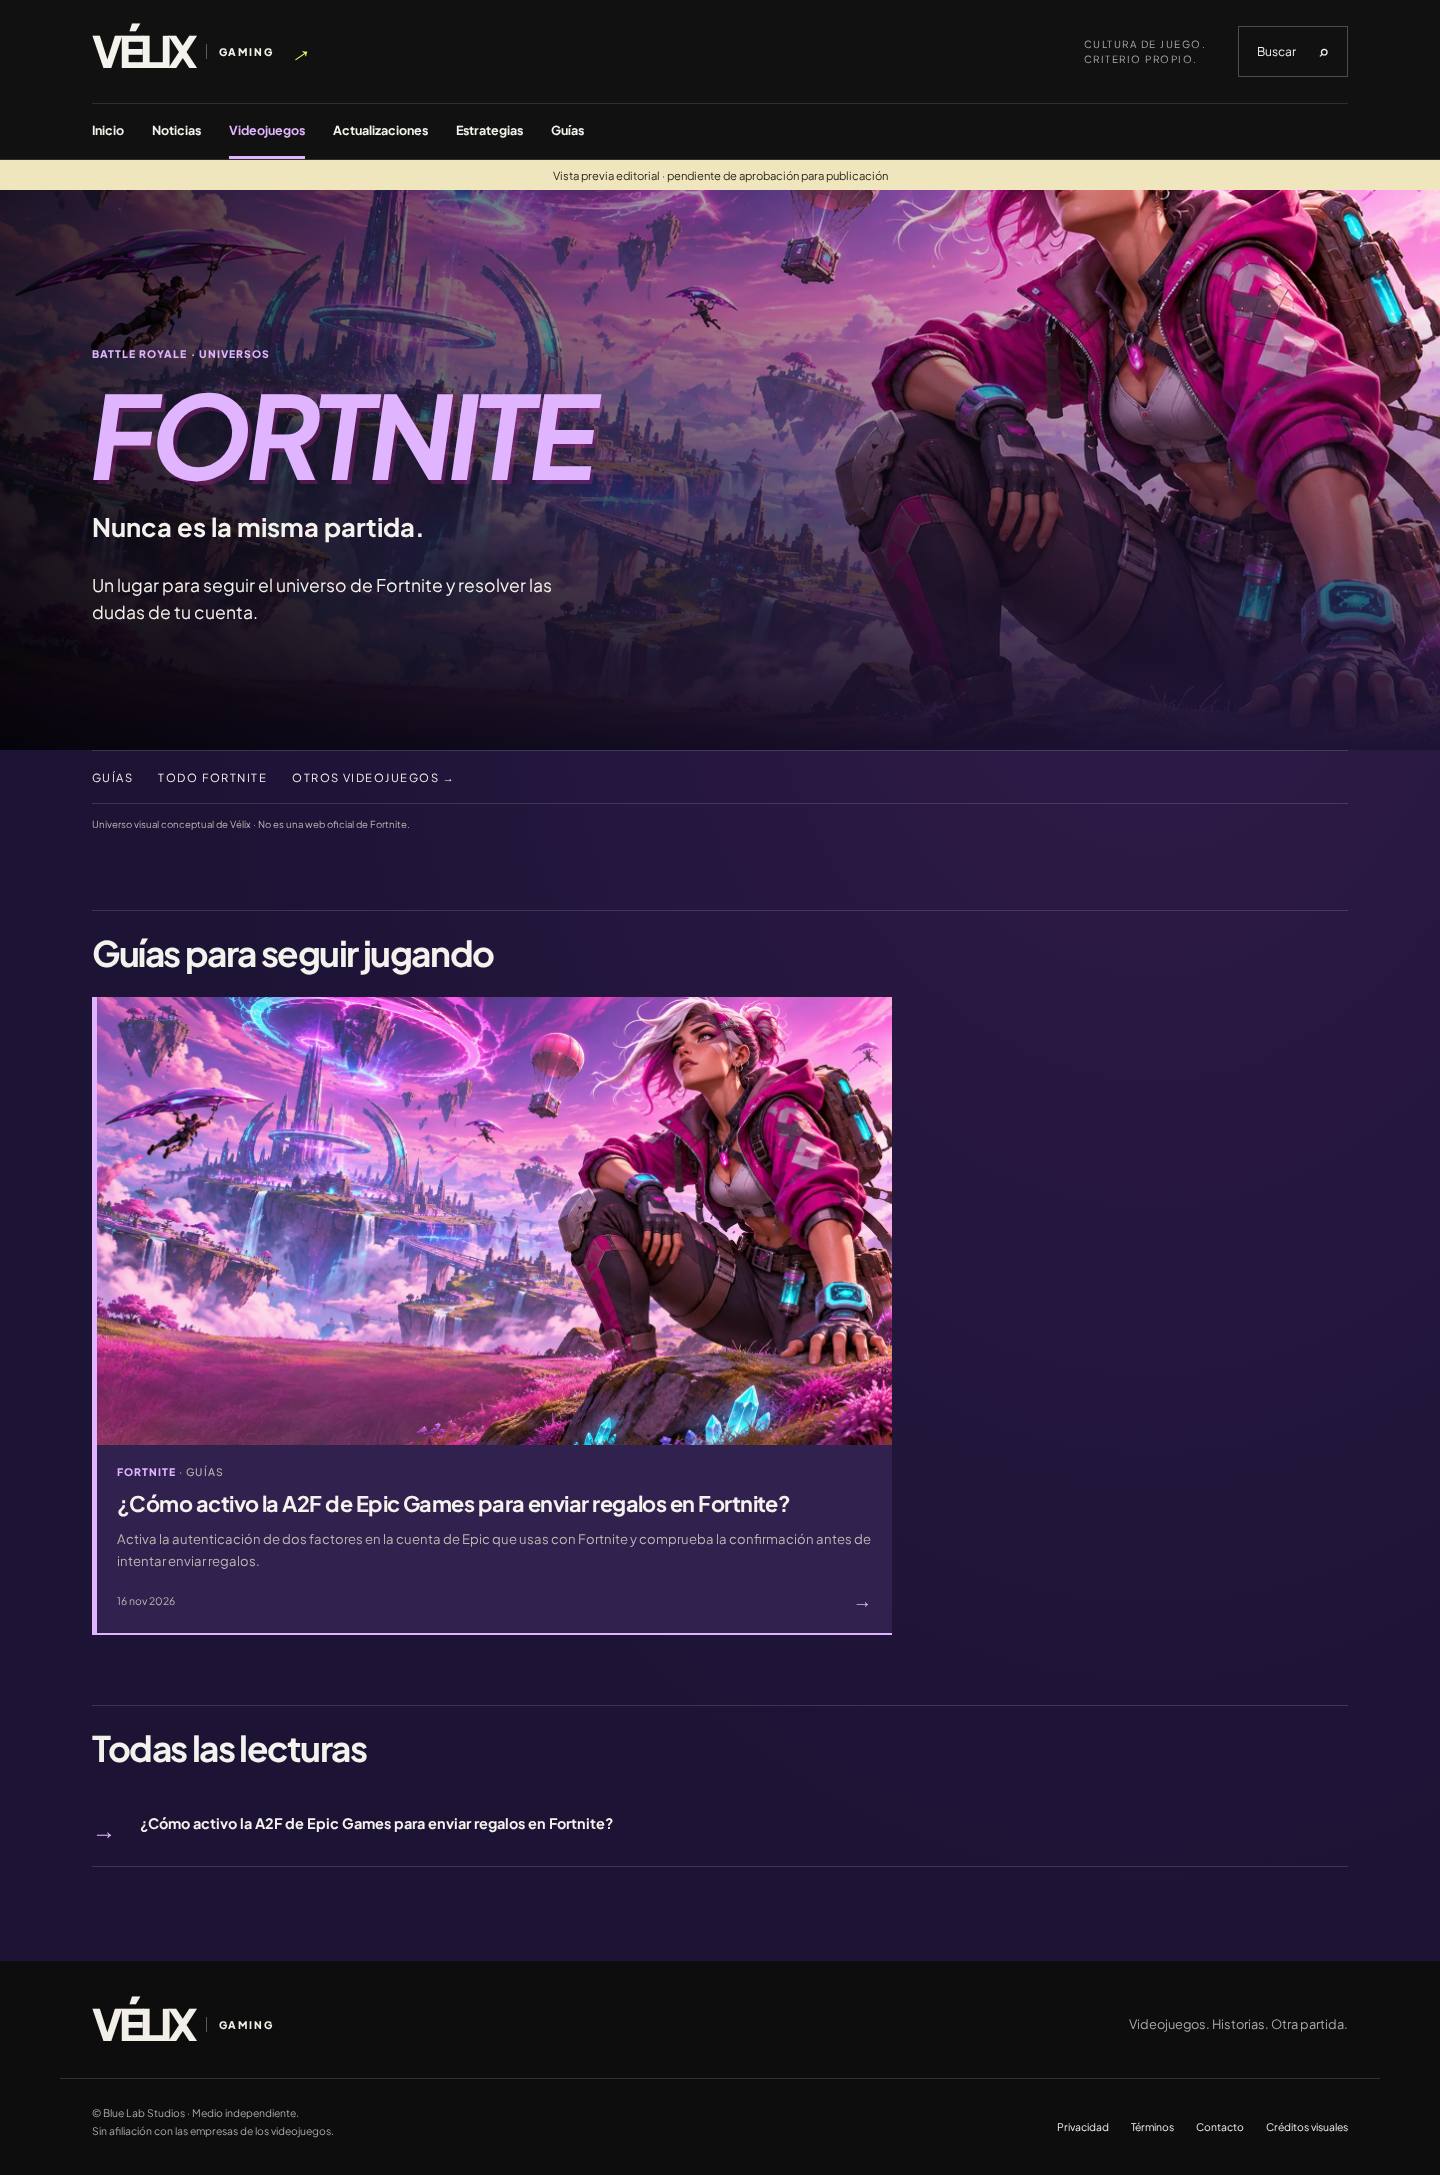 VÉLIX GAMING →
CULTURA DE JUEGO.
CRITERIO PROPIO.
Buscar
Inicio Noticias Videojuegos Actualizaciones Estrategias Guías
Vista previa editorial · pendiente de aprobación para publicación
BATTLE ROYALE · UNIVERSOS
FORTNITE
Nunca es la misma partida.
Un lugar para seguir el universo de Fortnite y resolver las
dudas de tu cuenta.
GUÍAS TODO FORTNITE OTROS VIDEOJUEGOS →
Universo visual conceptual de Vélix · No es una web oficial de Fortnite.
Guías para seguir jugando
FORTNITE · GUÍAS
¿Cómo activo la A2F de Epic Games para enviar regalos en Fortnite?
Activa la autenticación de dos factores en la cuenta de Epic que usas con Fortnite y comprueba la confirmación antes de
intentar enviar regalos.
16 nov 2026 →
Todas las lecturas
→ ¿Cómo activo la A2F de Epic Games para enviar regalos en Fortnite?
VÉLIX GAMING
Videojuegos. Historias. Otra partida.
© Blue Lab Studios · Medio independiente.
Sin afiliación con las empresas de los videojuegos.
Privacidad Términos Contacto Créditos visuales